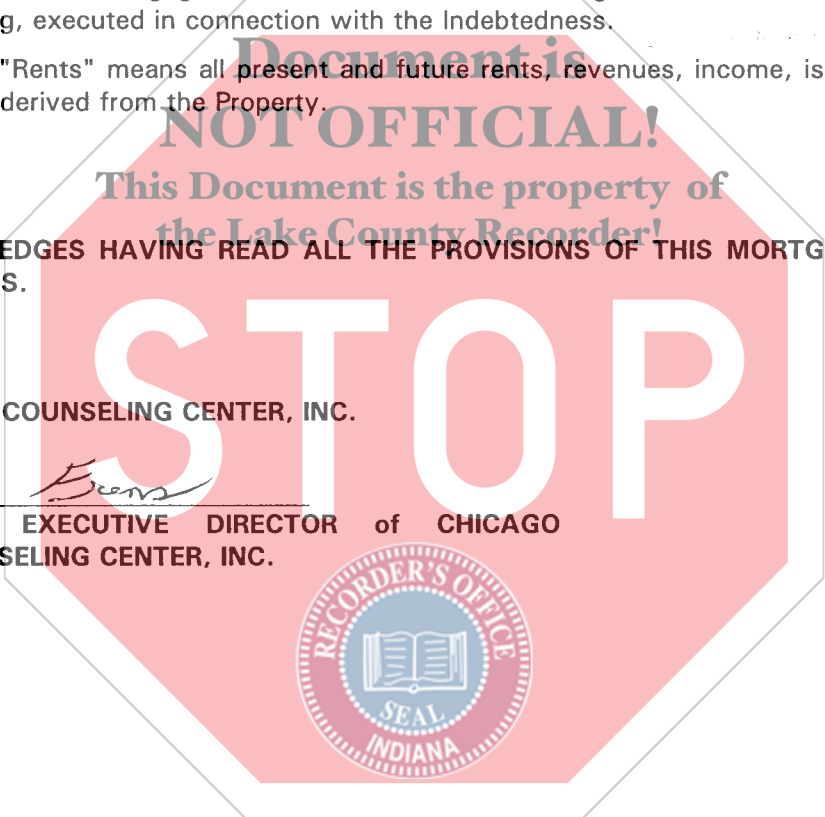 g, executed in connection with the Indebtedness.
Document is
"Rents" means all present and future rents, revenues, income, is
derived from the Property.
NOT OFFICIAL!
This Document is the property of
the Lake County Recorder!
EDGES HAVING READ ALL THE PROVISIONS OF THIS MORTG
S.
STOP
COUNSELING CENTER, INC.
EXECUTIVE DIRECTOR of CHICAGO
SELING CENTER, INC.
RECORDER'S OFFICE
SEAL
INDIANA